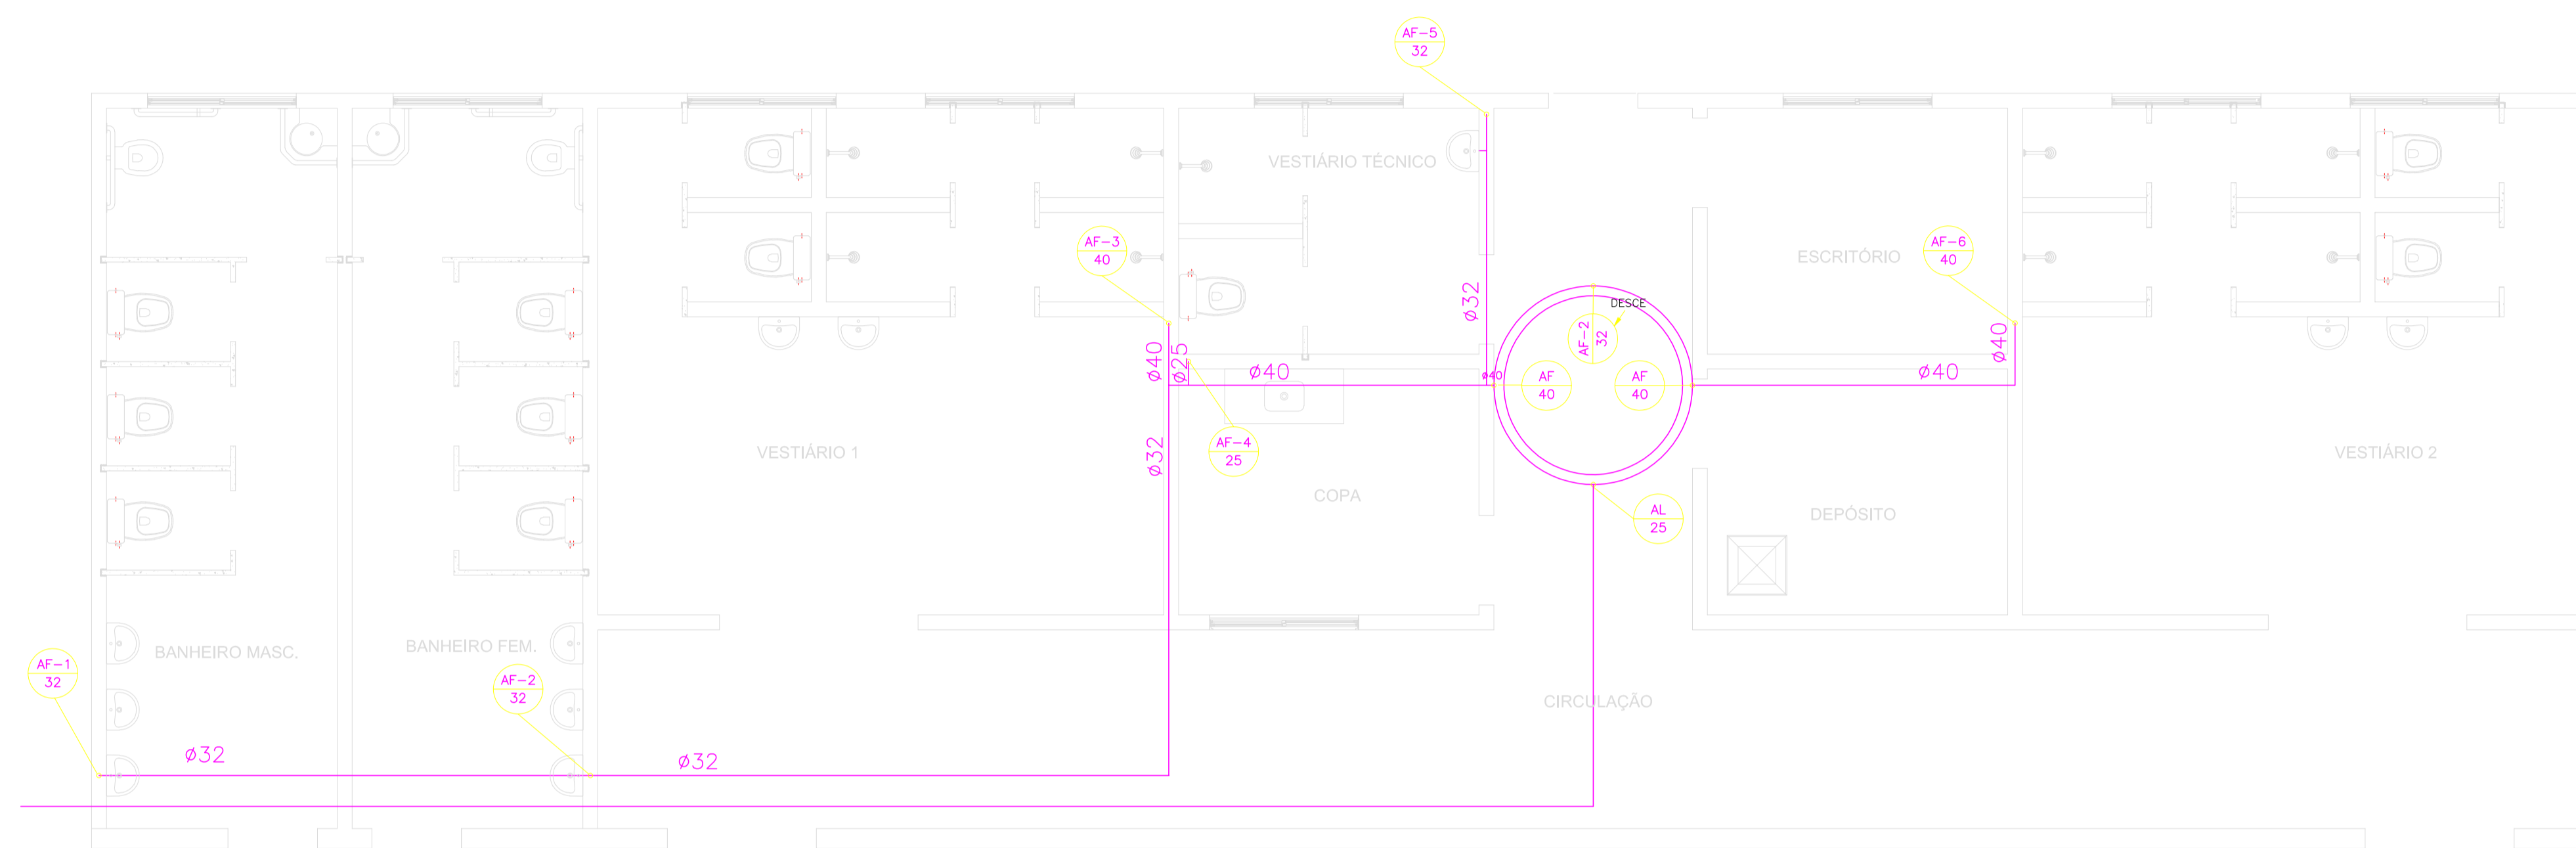 AF-5
32
VESTIÁRIO TÉCNICO
AF-3
40
AF-6
40
ESCRITÓRIO
ø32
DESCE
AF-2
32
ø40
ø25
ø40
ø40
AF
40
AF
40
ø40
ø40
VESTIÁRIO 1
ø32
AF-4
25
VESTIÁRIO 2
COPA
AL
25
DEPÓSITO
BANHEIRO MASC.
BANHEIRO FEM.
AF-1
32
AF-2
32
CIRCULAÇÃO
ø32
ø32